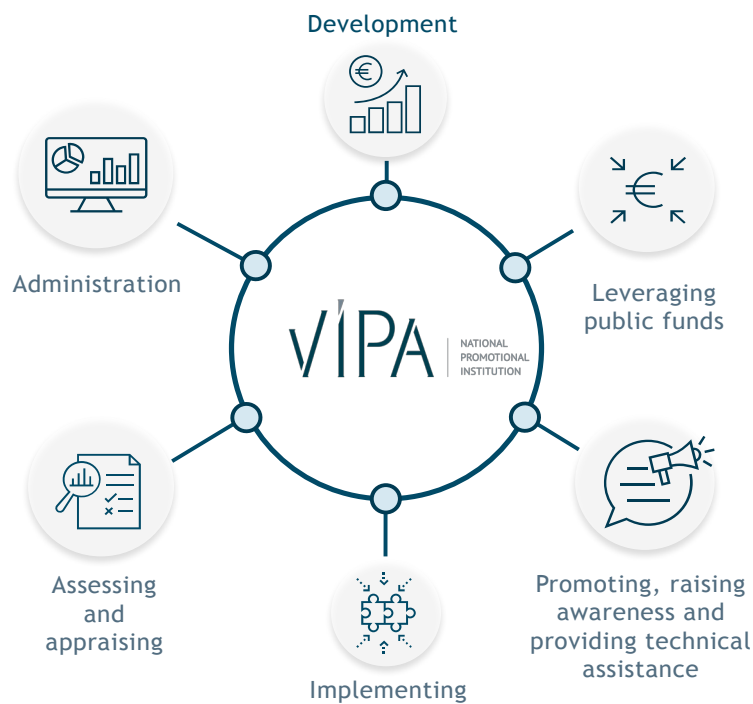 Development
Administration
Leveraging
public funds
VIPA
NATIONAL
PROMOTIONAL
INSTITUTION
Assessing
and
appraising
Promoting, raising
awareness and
providing technical
assistance
Implementing